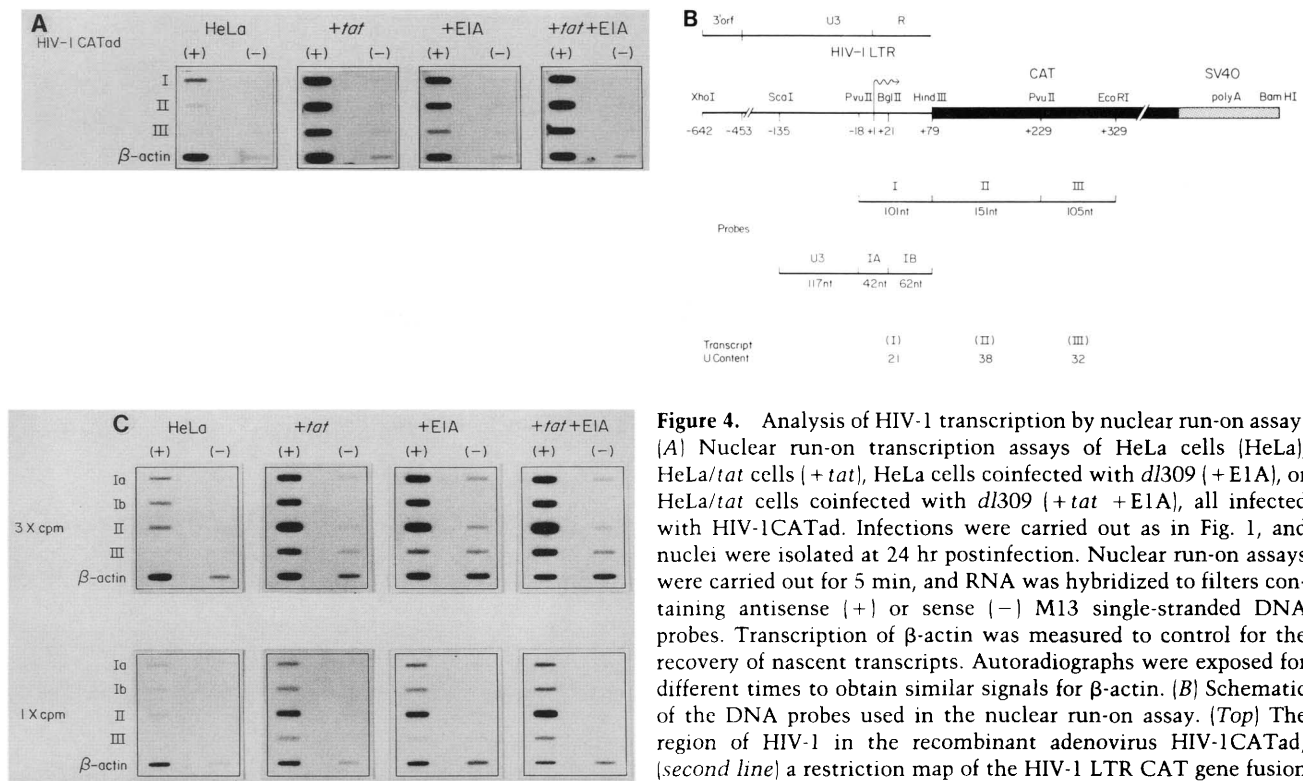 A
HeLa +tat +E1A +tat+E1A
HIV-1 CATad
(+) (-) (+) (-) (+) (-) (+) (-)
I
II
III
β-actin
B
3'orf U3 R
HIV-1 LTR
CAT SV40
XhoI ScaI PvuII BglII HindIII PvuII EcoRI polyA BamHI
-642 -453 -135 -18 +1 +21 +79 +229 +329
I II III
101nt 151nt 105nt
Probes
U3 IA IB
117nt 42nt 62nt
Transcript (I) (II) (III)
U Content 21 38 32
C
HeLa +tat +E1A +tat+E1A
(+) (-) (+) (-) (+) (-) (+) (-)
Ia
Ib
3 X cpm II
III
β-actin
Ia
Ib
1 X cpm II
III
β-actin
Figure 4. Analysis of HIV-1 transcription by nuclear run-on assay
(A) Nuclear run-on transcription assays of HeLa cells (HeLa)
HeLa/tat cells (+tat), HeLa cells coinfected with dl309 (+E1A), or
HeLa/tat cells coinfected with dl309 (+tat +E1A), all infected
with HIV-1CATad. Infections were carried out as in Fig. 1, and
nuclei were isolated at 24 hr postinfection. Nuclear run-on assays
were carried out for 5 min, and RNA was hybridized to filters con-
taining antisense (+) or sense (−) M13 single-stranded DNA
probes. Transcription of β-actin was measured to control for the
recovery of nascent transcripts. Autoradiographs were exposed for
different times to obtain similar signals for β-actin. (B) Schematic
of the DNA probes used in the nuclear run-on assay. (Top) The
region of HIV-1 in the recombinant adenovirus HIV-1CATad,
(second line) a restriction map of the HIV-1 LTR CAT gene fusion